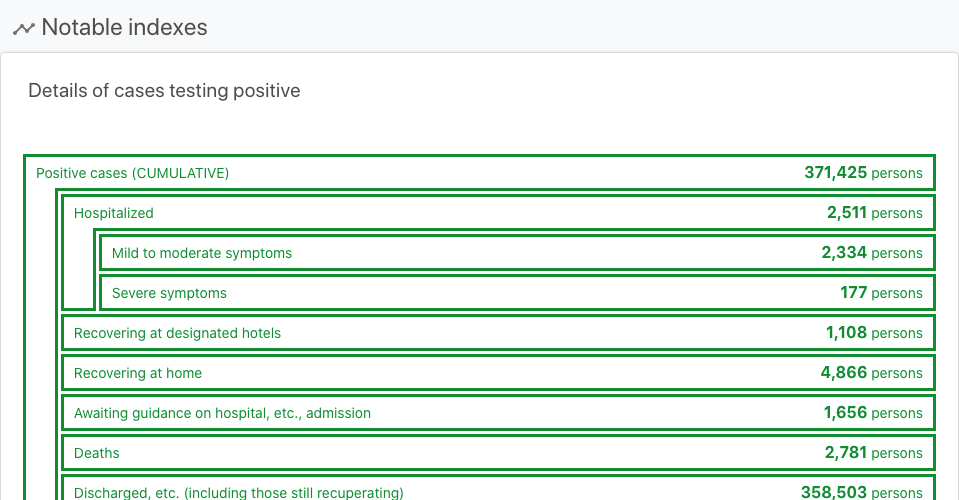 Notable indexes
Details of cases testing positive
Positive cases (CUMULATIVE) 371,425 persons
Hospitalized 2,511 persons
Mild to moderate symptoms 2,334 persons
Severe symptoms 177 persons
Recovering at designated hotels 1,108 persons
Recovering at home 4,866 persons
Awaiting guidance on hospital, etc., admission 1,656 persons
Deaths 2,781 persons
Discharged, etc. (including those still recuperating) 358,503 persons